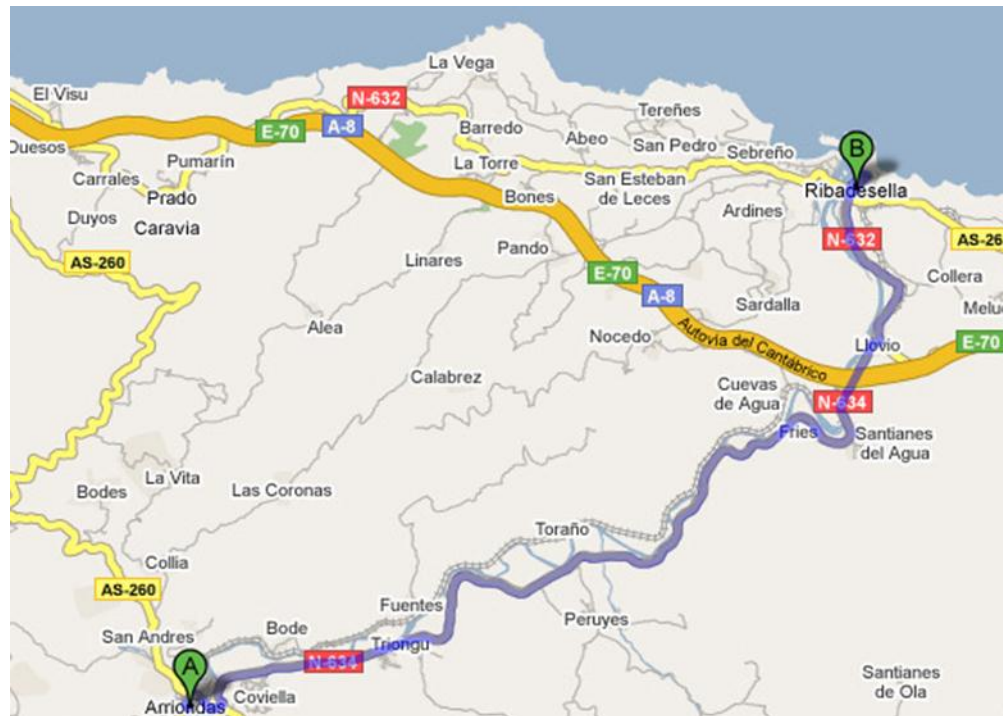 La Vega
El Visu
N-632
Tereñes
E-70
A-8
Barredo
Abeo
San Pedro
Sebreño
B
Duesos
Pumarín
La Torre
Carrales
Prado
San Esteban
de Leces
Ribadesella
Bones
Duyos
Caravia
Ardines
N-632
AS-26
Pando
AS-260
Linares
E-70
Collera
A-8
Sardalla
Melu
Alea
Nocedo
Autovía del Cantábrico
Llovio
E-70
Calabrez
Cuevas
de Agua
N-634
Fries
Santianes
del Agua
La Vita
Bodes
Las Coronas
Toraño
Collia
AS-260
Fuentes
Peruyes
Bode
San Andres
Triongu
N-634
A
Santianes
de Ola
Coviella
Arriondas